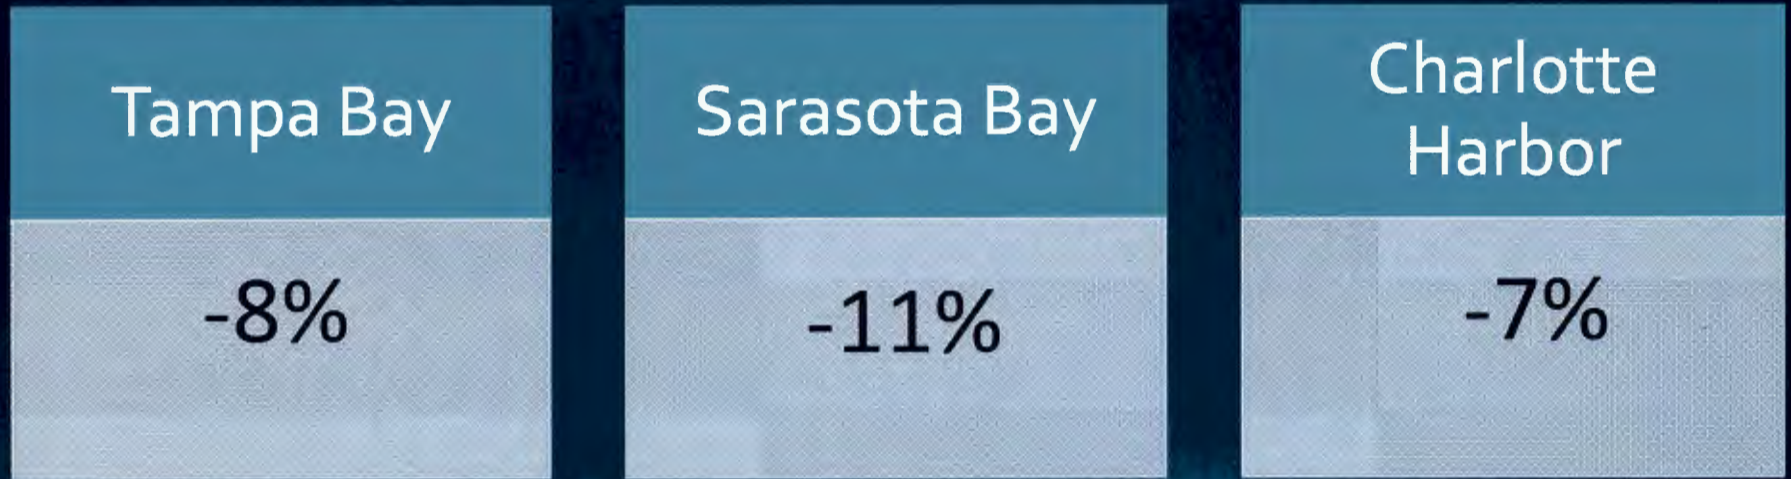 Tampa Bay
-8%
Sarasota Bay
-11%
Charlotte
Harbor
-7%